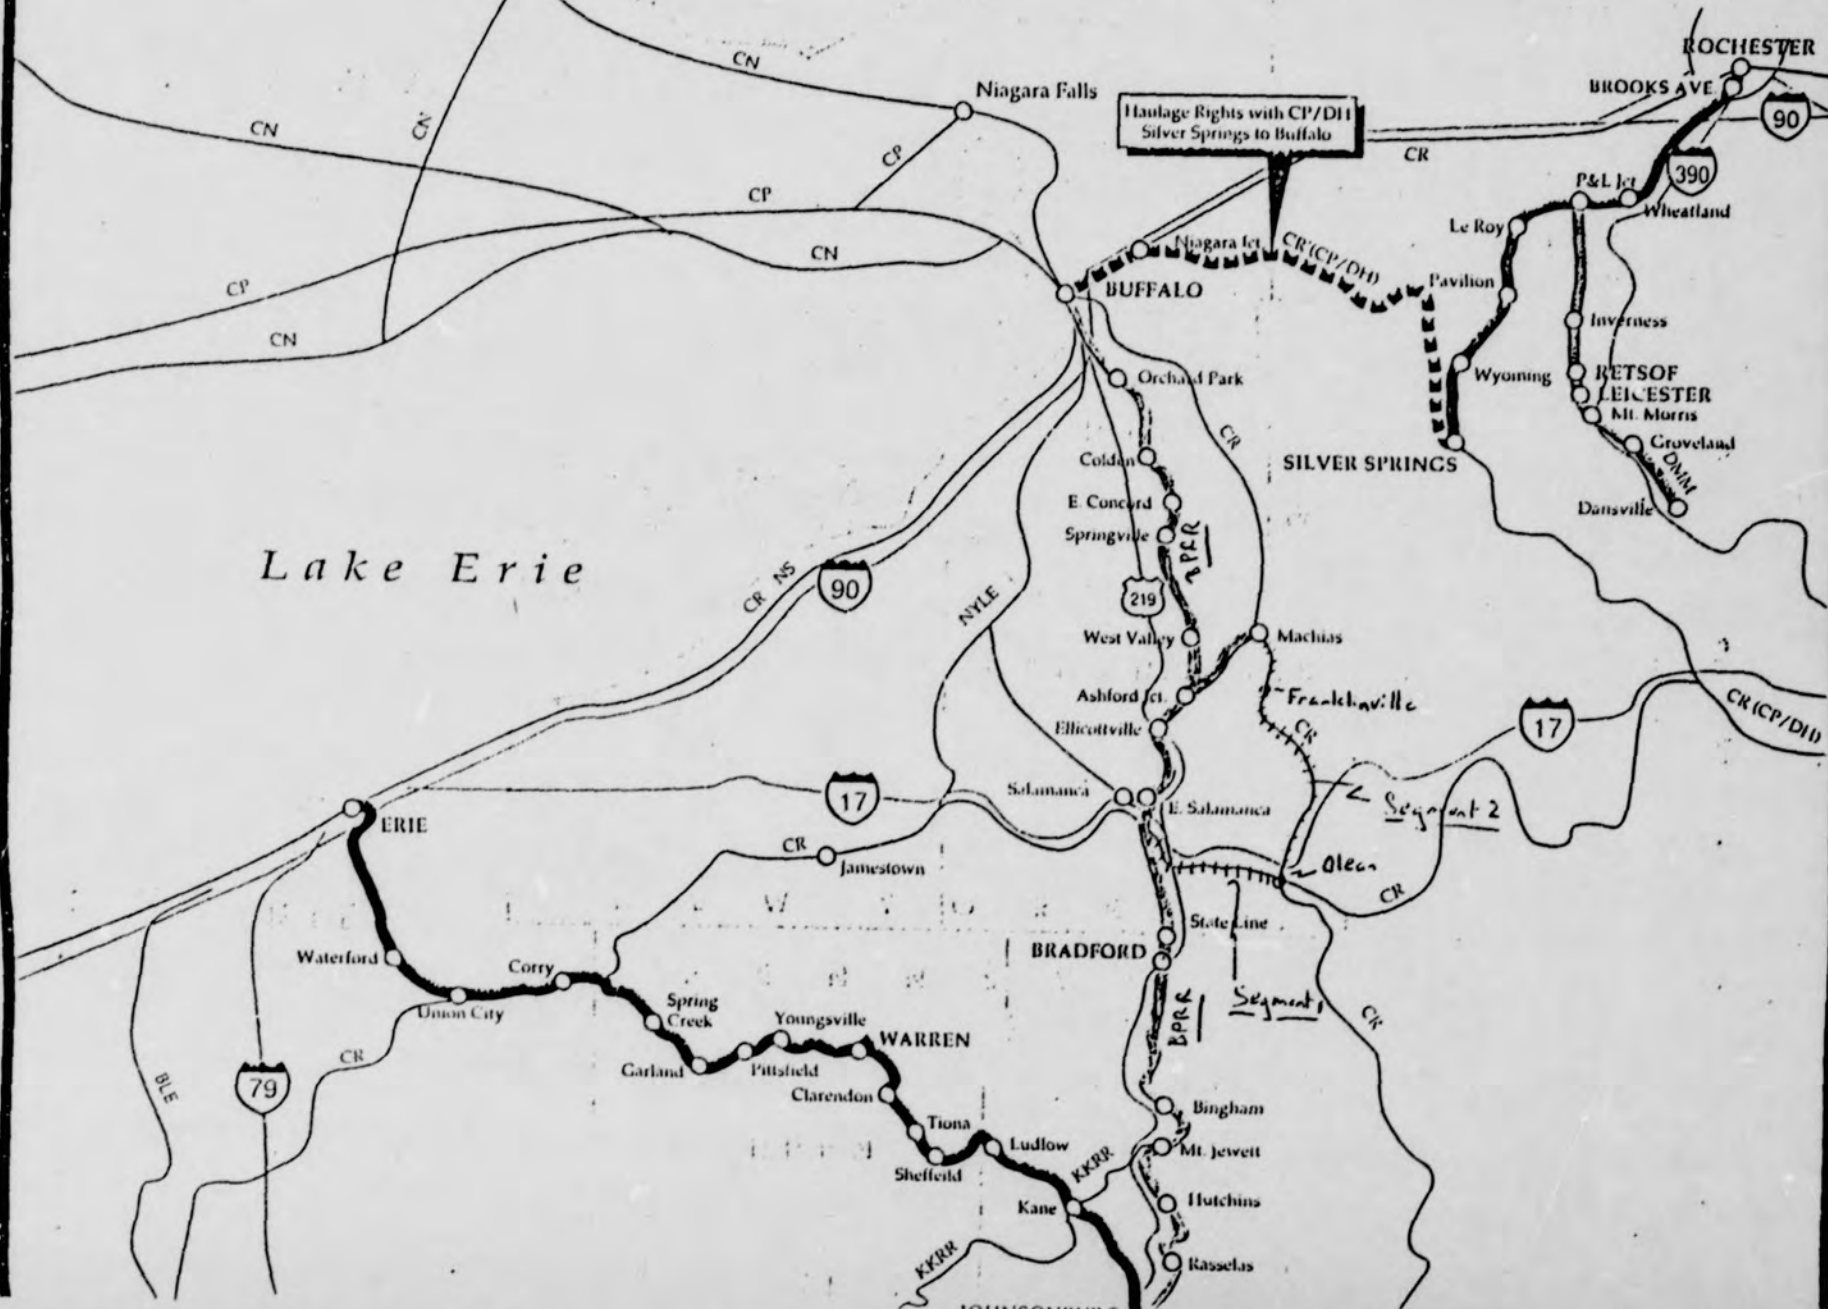 ROCHESTER
BROOKS AVE.
90
CN
Niagara Falls
Haulage Rights with CP/DH
Silver Springs to Buffalo
CR
CN
CN
CP
390
P&L Jct.
Wheatland
CP
Le Roy
Niagara Jct.
CR (CP/DH)
CN
Pavilion
CP
BUFFALO
Inverness
CN
Orchard Park
Wyoming
RETSOF
LEICESTER
Mt. Morris
CR
Groveland
Colden
SILVER SPRINGS
DMM
E. Concord
Dansville
Springville
BPRR
Lake Erie
NS
CR
90
NYLE
219
West Valley
Machias
Ashford Jct.
Franklinville
Ellicottville
CR
17
CR (CP/DH)
Salamanca
17
E. Salamanca
Segment 2
ERIE
CR
Jamestown
Olean
CR
State Line
BRADFORD
Waterford
Corry
Segment 1
Spring
Creek
BPRR
Union City
Youngsville
CR
WARREN
CR
Garland
Pittsfield
79
BLE
Clarendon
Bingham
Tiona
Ludlow
Mt. Jewett
KKRR
Sheffeild
Hutchins
Kane
KKRR
Rasselas